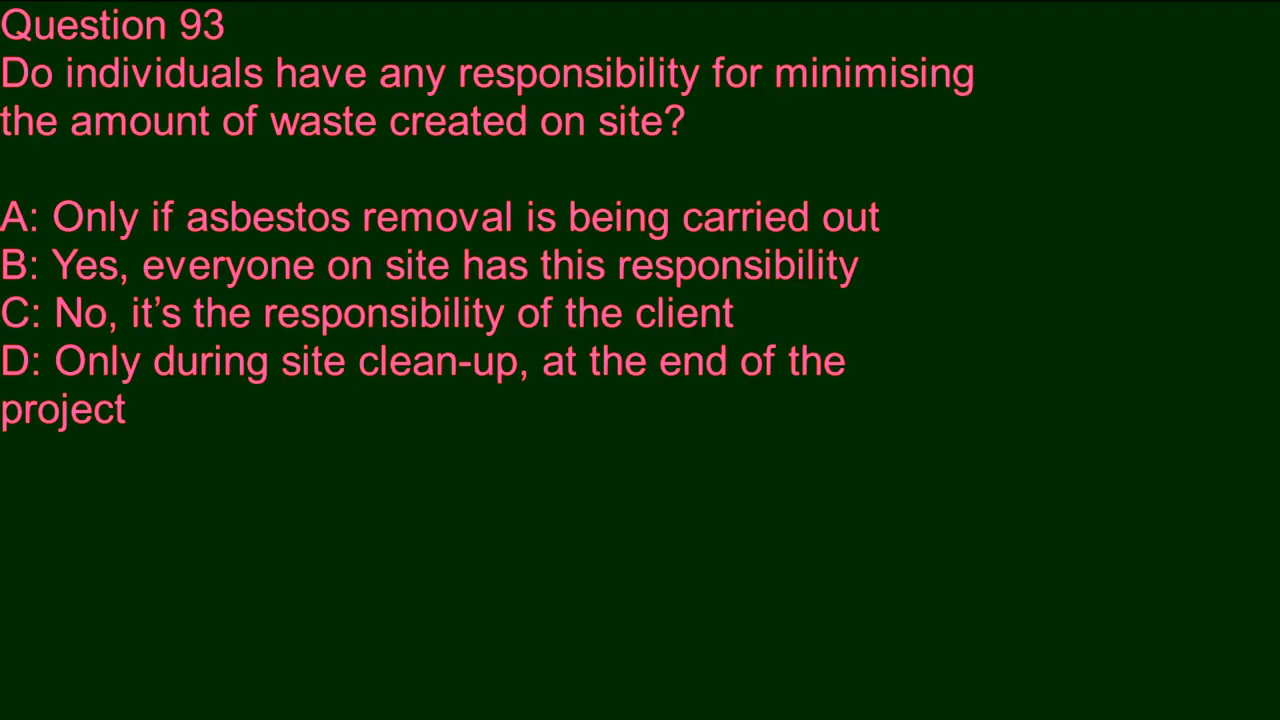 Question 93
Do individuals have any responsibility for minimising
the amount of waste created on site?
A: Only if asbestos removal is being carried out
B: Yes, everyone on site has this responsibility
C: No, it’s the responsibility of the client
D: Only during site clean-up, at the end of the
project